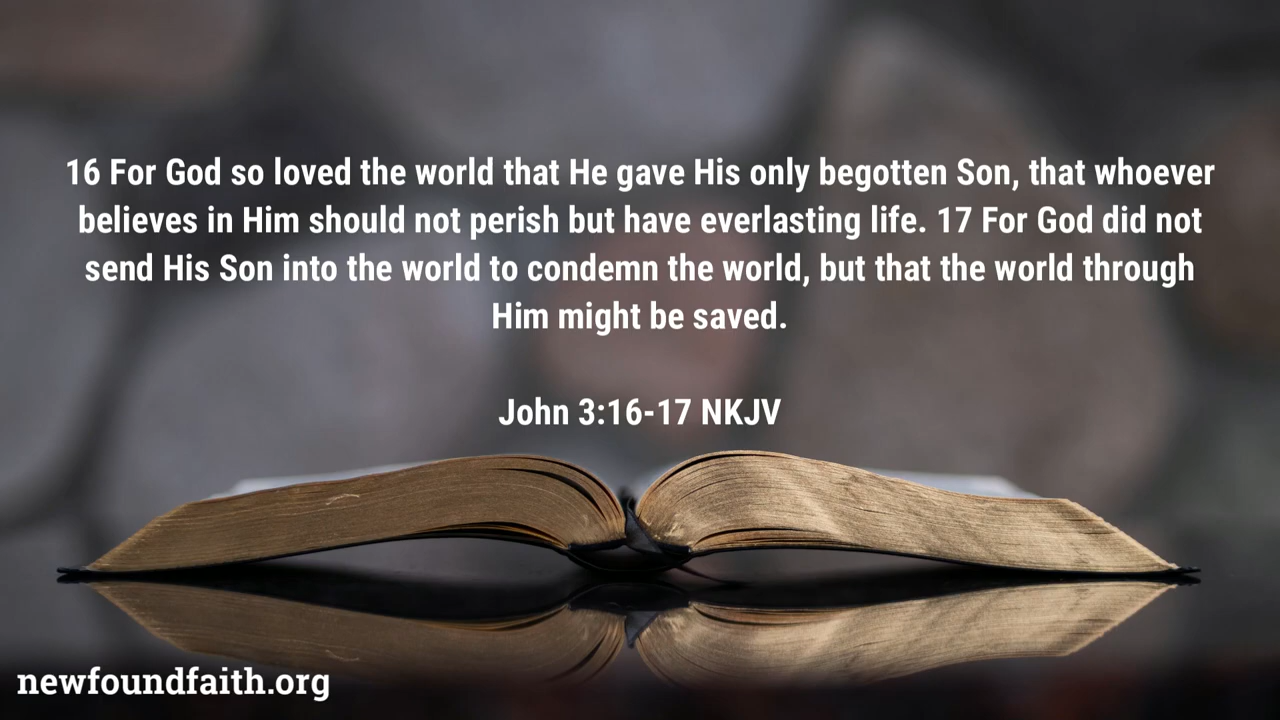 16 For God so loved the world that He gave His only begotten Son, that whoever
believes in Him should not perish but have everlasting life. 17 For God did not
send His Son into the world to condemn the world, but that the world through
Him might be saved.
John 3:16-17 NKJV
newfoundfaith.org